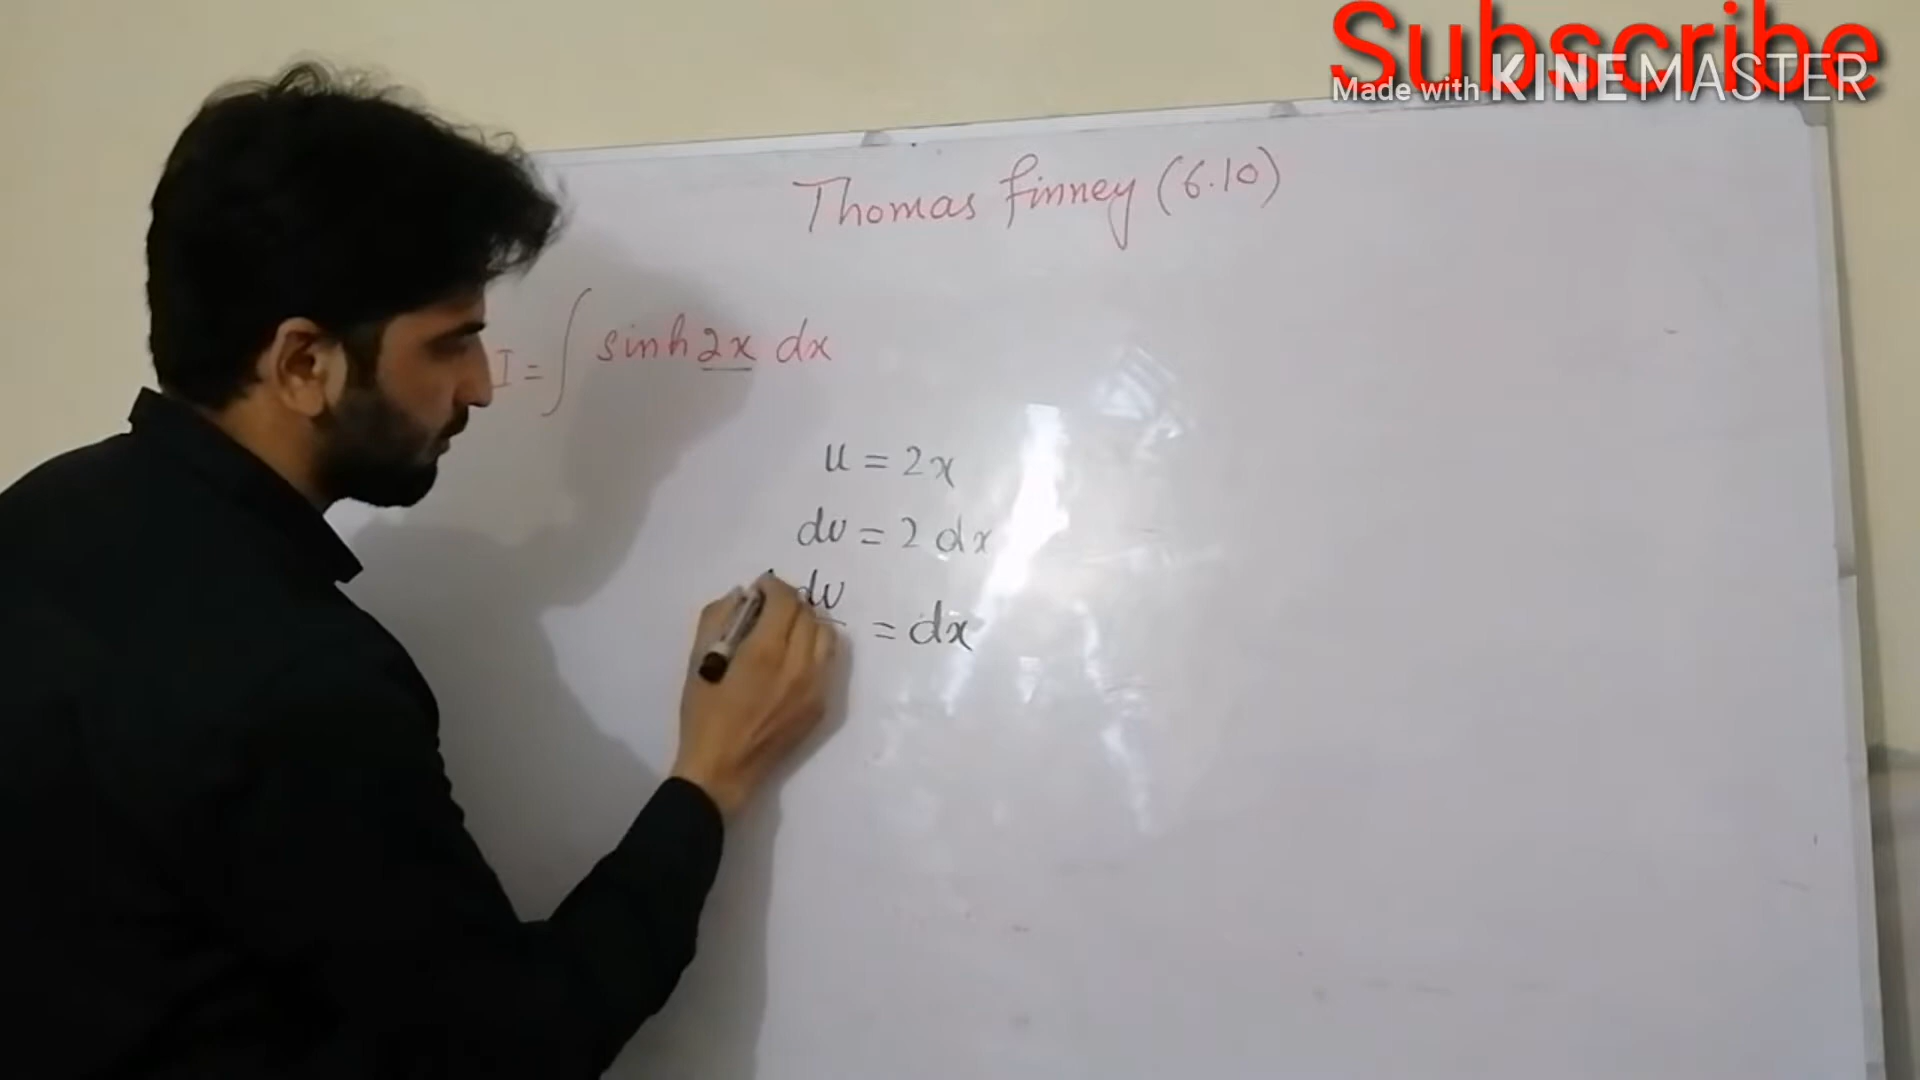 Subscribe
Made with KINEMASTER
Thomas Finney (6.10)
I = ∫ sinh 2x dx
u = 2x
du = 2 dx
du
= dx